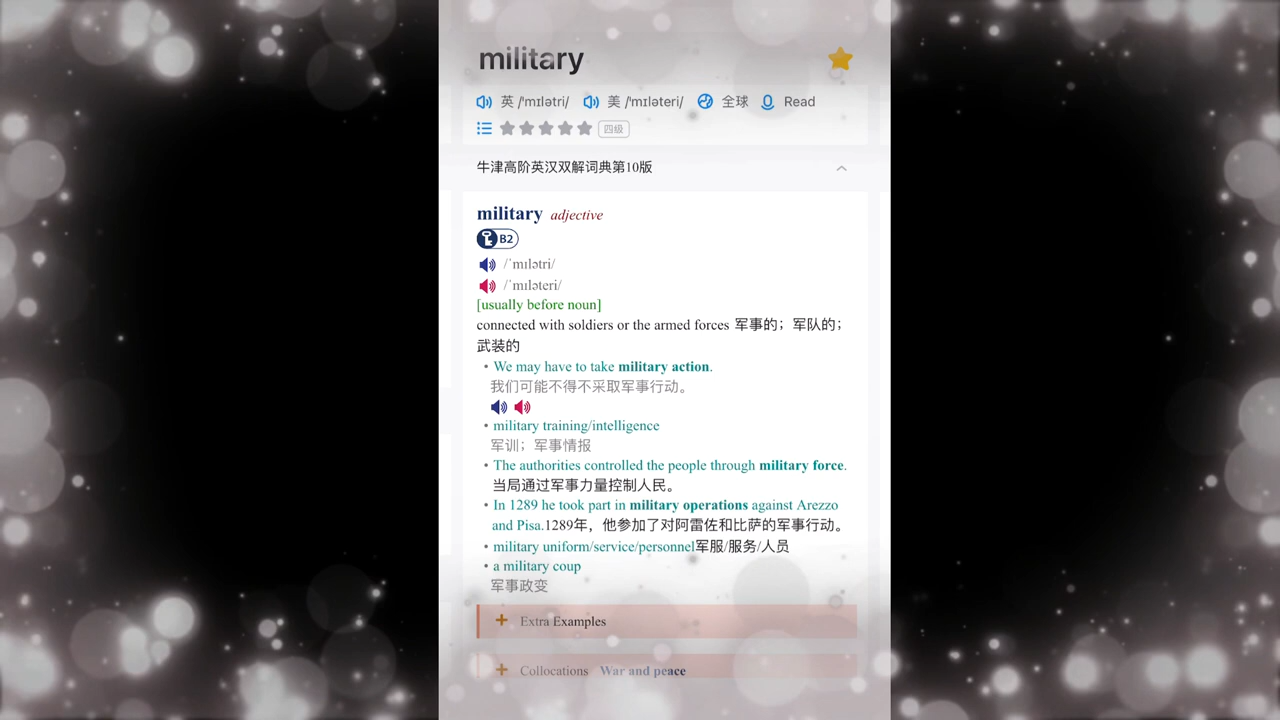 military
英 /'mɪlətri/ 美 /'mɪləteri/ 全球 Read
四级
牛津高阶英汉双解词典第10版
military adjective
B2
/ˈmɪlətri/
/ˈmɪləteri/
[usually before noun]
connected with soldiers or the armed forces 军事的；军队的；
武装的
• We may have to take military action.
我们可能不得不采取军事行动。
• military training/intelligence
军训；军事情报
• The authorities controlled the people through military force.
当局通过军事力量控制人民。
• In 1289 he took part in military operations against Arezzo
and Pisa.1289年，他参加了对阿雷佐和比萨的军事行动。
• military uniform/service/personnel军服/服务/人员
• a military coup
军事政变
+ Extra Examples
+ Collocations War and peace